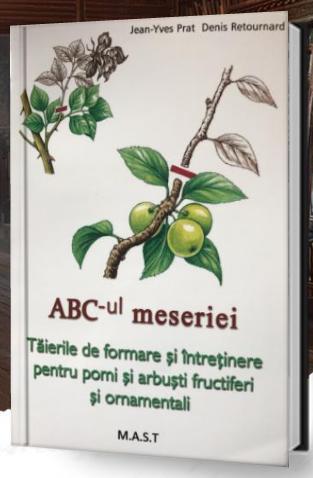 Jean-Yves Prat Denis Retournard
ABC-ul meseriei
Tăierile de formare și întreținere
pentru pomi și arbuști fructiferi
și ornamentali
M.A.S.T